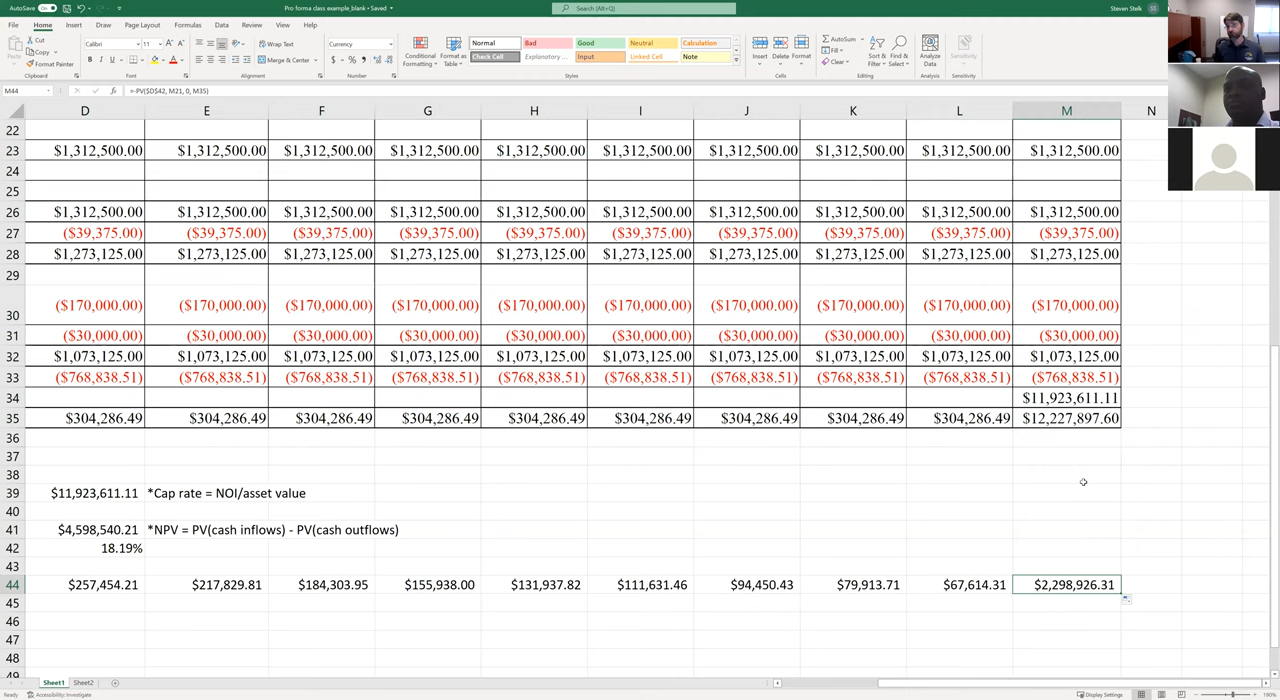 AutoSave On Pro forma class example_blank • Saved Search (Alt+Q) Steven Stelk SS
File Home Insert Draw Page Layout Formulas Data Review View Help
Paste Cut Copy Format Painter Clipboard
Calibri 11 B I U Font
Wrap Text Merge & Center Alignment
Currency $ % Number
Conditional Formatting Format as Table
Normal Bad Good Neutral Calculation
Check Cell Explanatory ... Input Linked Cell Note
Styles
Insert Delete Format Cells
AutoSum Fill Clear Sort & Filter Find & Select Editing
Analyze Data Analysis
Sensitivity Sensitivity
M44 fx =-PV($D$42, M21, 0, M35)
D E F G H I J K L M N
22
23 $1,312,500.00 $1,312,500.00 $1,312,500.00 $1,312,500.00 $1,312,500.00 $1,312,500.00 $1,312,500.00 $1,312,500.00 $1,312,500.00 $1,312,500.00
24
25
26 $1,312,500.00 $1,312,500.00 $1,312,500.00 $1,312,500.00 $1,312,500.00 $1,312,500.00 $1,312,500.00 $1,312,500.00 $1,312,500.00 $1,312,500.00
27 ($39,375.00) ($39,375.00) ($39,375.00) ($39,375.00) ($39,375.00) ($39,375.00) ($39,375.00) ($39,375.00) ($39,375.00) ($39,375.00)
28 $1,273,125.00 $1,273,125.00 $1,273,125.00 $1,273,125.00 $1,273,125.00 $1,273,125.00 $1,273,125.00 $1,273,125.00 $1,273,125.00 $1,273,125.00
29
30 ($170,000.00) ($170,000.00) ($170,000.00) ($170,000.00) ($170,000.00) ($170,000.00) ($170,000.00) ($170,000.00) ($170,000.00) ($170,000.00)
31 ($30,000.00) ($30,000.00) ($30,000.00) ($30,000.00) ($30,000.00) ($30,000.00) ($30,000.00) ($30,000.00) ($30,000.00) ($30,000.00)
32 $1,073,125.00 $1,073,125.00 $1,073,125.00 $1,073,125.00 $1,073,125.00 $1,073,125.00 $1,073,125.00 $1,073,125.00 $1,073,125.00 $1,073,125.00
33 ($768,838.51) ($768,838.51) ($768,838.51) ($768,838.51) ($768,838.51) ($768,838.51) ($768,838.51) ($768,838.51) ($768,838.51) ($768,838.51)
34 $11,923,611.11
35 $304,286.49 $304,286.49 $304,286.49 $304,286.49 $304,286.49 $304,286.49 $304,286.49 $304,286.49 $304,286.49 $12,227,897.60
36
37
38
39 $11,923,611.11 *Cap rate = NOI/asset value
40
41 $4,598,540.21 *NPV = PV(cash inflows) - PV(cash outflows)
42 18.19%
43
44 $257,454.21 $217,829.81 $184,303.95 $155,938.00 $131,937.82 $111,631.46 $94,450.43 $79,913.71 $67,614.31 $2,298,926.31
45
46
47
48
49
Sheet1 Sheet2
Ready Accessibility: Investigate Display Settings 190%